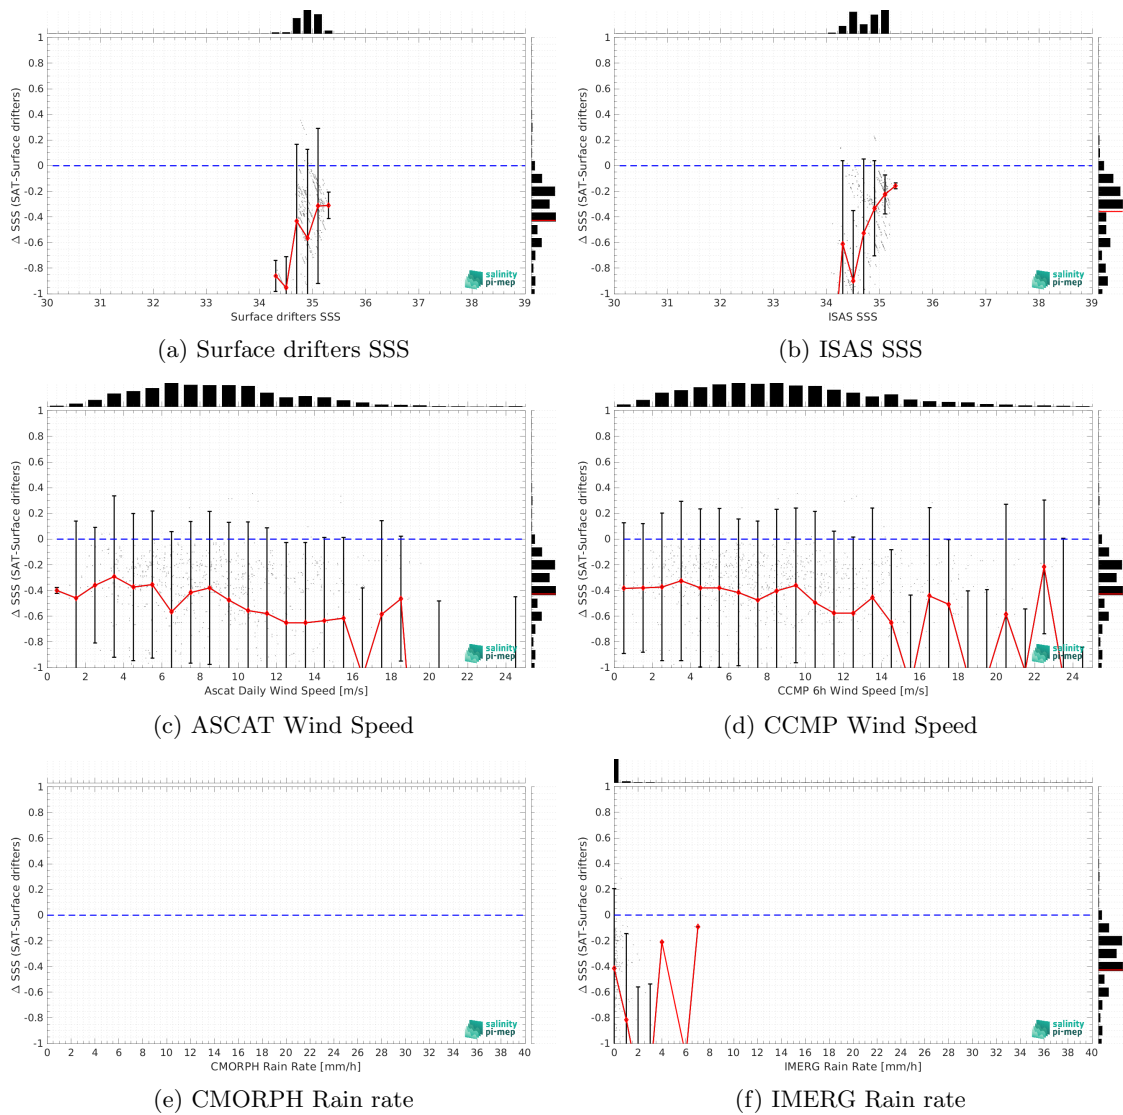 1
0.8
0.6
0.4
0.2
0
-0.2
-0.4
-0.6
-0.8
-1
Δ SSS (SAT-Surface drifters)
30 31 32 33 34 35 36 37 38 39
Surface drifters SSS
salinity
pi-mep
(a) Surface drifters SSS
1
0.8
0.6
0.4
0.2
0
-0.2
-0.4
-0.6
-0.8
-1
Δ SSS (SAT-Surface drifters)
30 31 32 33 34 35 36 37 38 39
ISAS SSS
salinity
pi-mep
(b) ISAS SSS
1
0.8
0.6
0.4
0.2
0
-0.2
-0.4
-0.6
-0.8
-1
Δ SSS (SAT-Surface drifters)
0 2 4 6 8 10 12 14 16 18 20 22 24
Ascat Daily Wind Speed [m/s]
salinity
pi-mep
(c) ASCAT Wind Speed
1
0.8
0.6
0.4
0.2
0
-0.2
-0.4
-0.6
-0.8
-1
Δ SSS (SAT-Surface drifters)
0 2 4 6 8 10 12 14 16 18 20 22 24
CCMP 6h Wind Speed [m/s]
salinity
pi-mep
(d) CCMP Wind Speed
1
0.8
0.6
0.4
0.2
0
-0.2
-0.4
-0.6
-0.8
-1
Δ SSS (SAT-Surface drifters)
0 2 4 6 8 10 12 14 16 18 20 22 24 26 28 30 32 34 36 38 40
CMORPH Rain Rate [mm/h]
salinity
pi-mep
(e) CMORPH Rain rate
1
0.8
0.6
0.4
0.2
0
-0.2
-0.4
-0.6
-0.8
-1
Δ SSS (SAT-Surface drifters)
0 2 4 6 8 10 12 14 16 18 20 22 24 26 28 30 32 34 36 38 40
IMERG Rain Rate [mm/h]
salinity
pi-mep
(f) IMERG Rain rate